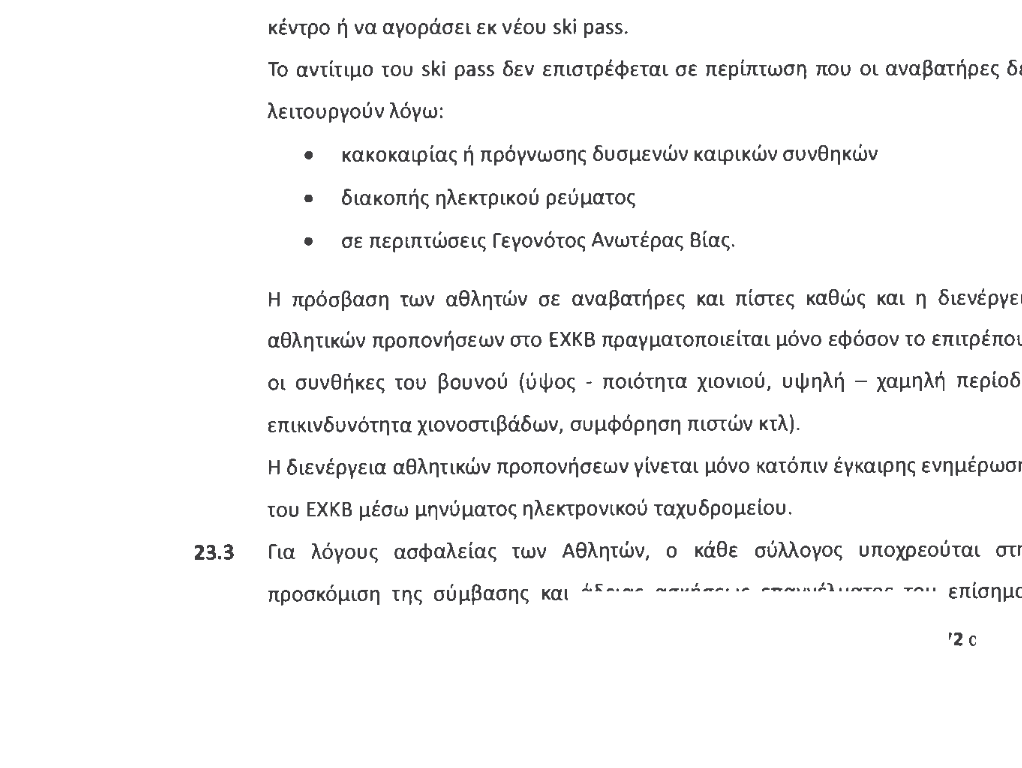 κέντρο ή να αγοράσει εκ νέου ski pass.
Το αντίτιμο του ski pass δεν επιστρέφεται σε περίπτωση που οι αναβατήρες δε
λειτουργούν λόγω:
• κακοκαιρίας ή πρόγνωσης δυσμενών καιρικών συνθηκών
• διακοπής ηλεκτρικού ρεύματος
• σε περιπτώσεις Γεγονότος Ανωτέρας Βίας.
Η πρόσβαση των αθλητών σε αναβατήρες και πίστες καθώς και η
αθλητικών προπονήσεων στο ΕΧΚΒ πραγματοποιείται μόνο εφόσον το
οι συνθήκες του βουνού (ύψος - ποιότητα χιονιού, υψηλή – χαμηλή
επικινδυνότητα χιονοστιβάδων, συμφόρηση πιστών κτλ).
Η διενέργεια αθλητικών προπονήσεων γίνεται μόνο κατόπιν έγκαιρης
του ΕΧΚΒ μέσω μηνύματος ηλεκτρονικού ταχυδρομείου.
23.3 Για λόγους ασφαλείας των Αθλητών, ο κάθε σύλλογος υποχρεούται
προσκόμιση της σύμβασης και